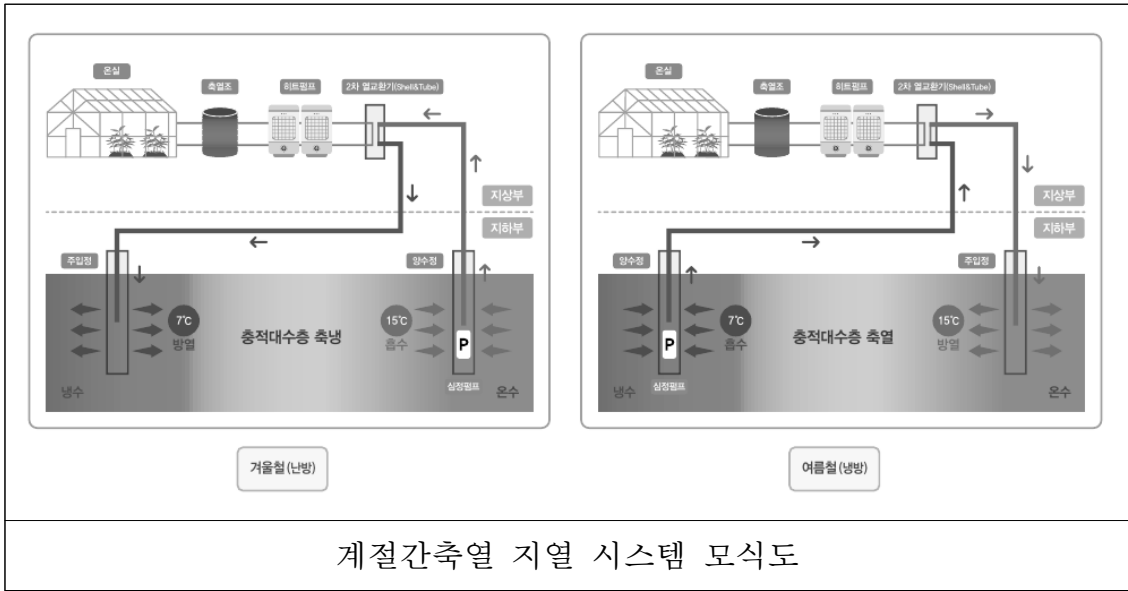 온실
축열조
히트펌프
2차 열교환기(Shell&Tube)
지상부
지하부
주입정
양수정
7℃
방열
충적대수층 축냉
15℃
흡수
P
냉수
심정펌프
온수
겨울철(난방)
온실
축열조
히트펌프
2차 열교환기(Shell&Tube)
지상부
지하부
양수정
주입정
7℃
흡수
충적대수층 축열
15℃
방열
P
냉수
심정펌프
온수
여름철(냉방)
계절간축열 지열 시스템 모식도